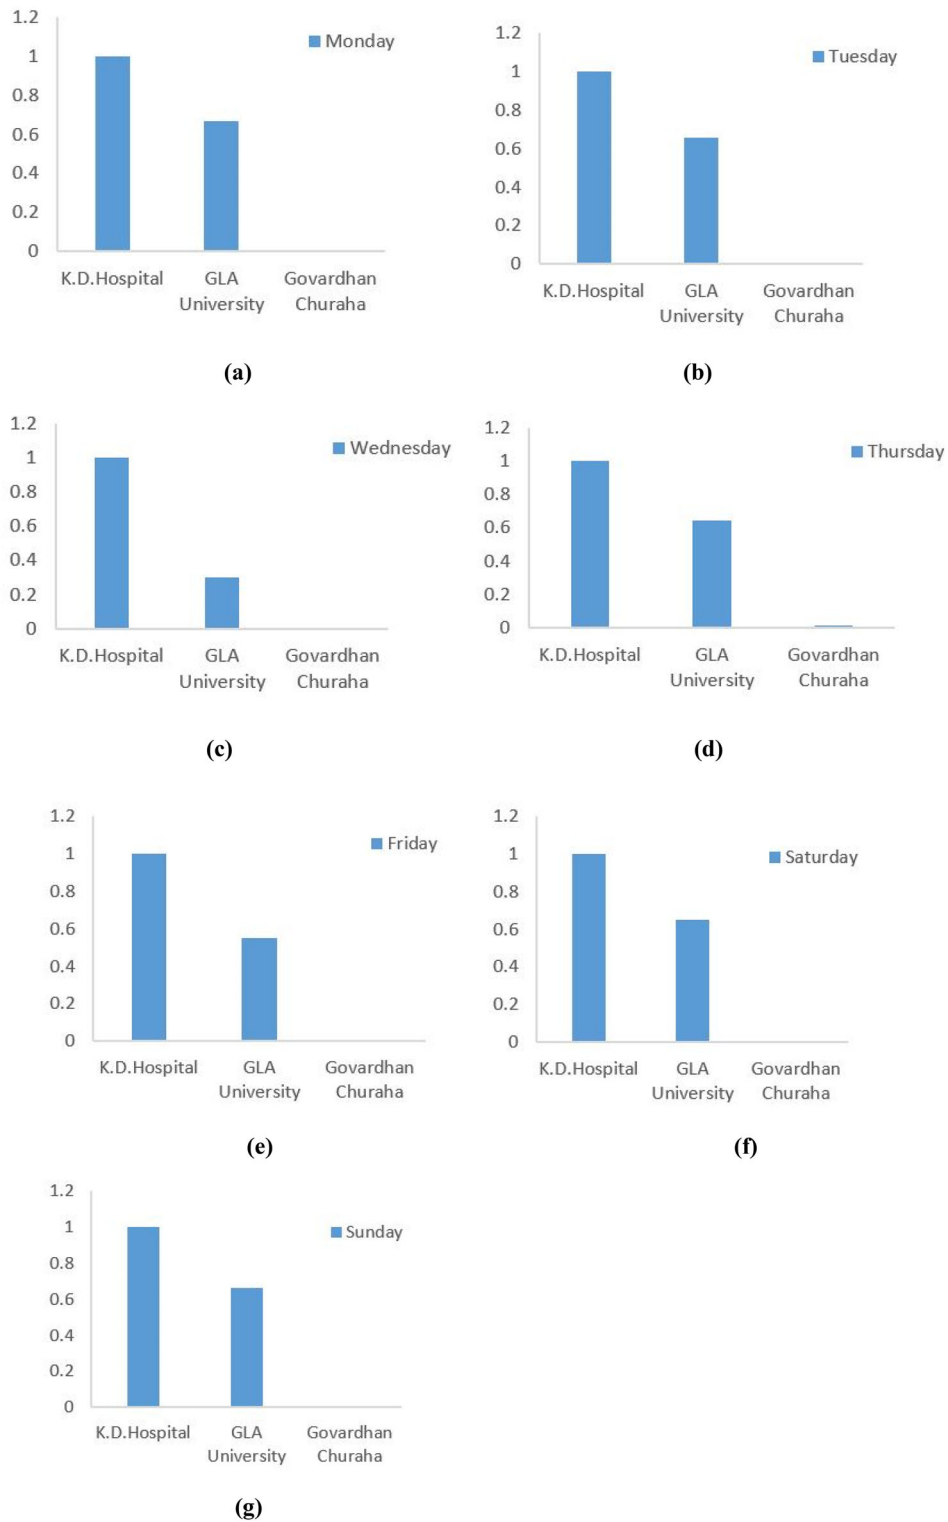 1.2
1
0.8
0.6
0.4
0.2
0
Monday
K.D.Hospital
GLA
University
Govardhan
Churaha
(a)
1.2
1
0.8
0.6
0.4
0.2
0
Tuesday
K.D.Hospital
GLA
University
Govardhan
Churaha
(b)
1.2
1
0.8
0.6
0.4
0.2
0
Wednesday
K.D.Hospital
GLA
University
Govardhan
Churaha
(c)
1.2
1
0.8
0.6
0.4
0.2
0
Thursday
K.D.Hospital
GLA
University
Govardhan
Churaha
(d)
1.2
1
0.8
0.6
0.4
0.2
0
Friday
K.D.Hospital
GLA
University
Govardhan
Churaha
(e)
1.2
1
0.8
0.6
0.4
0.2
0
Saturday
K.D.Hospital
GLA
University
Govardhan
Churaha
(f)
1.2
1
0.8
0.6
0.4
0.2
0
Sunday
K.D.Hospital
GLA
University
Govardhan
Churaha
(g)